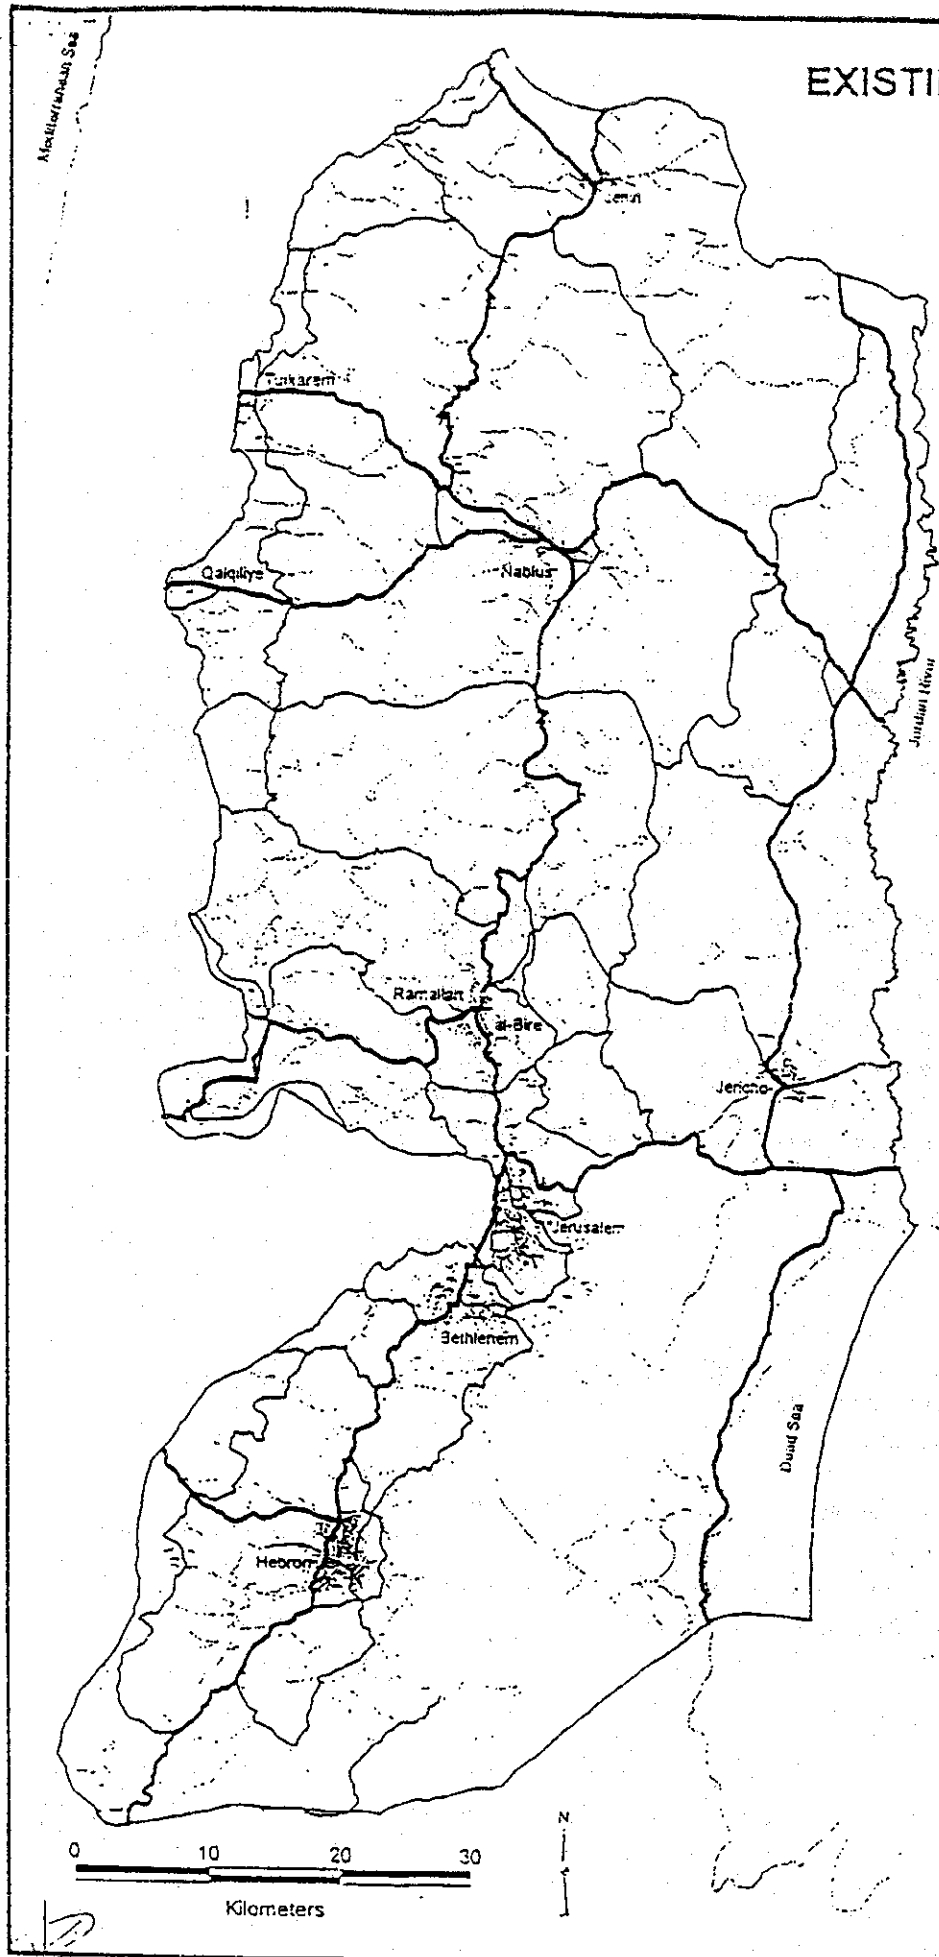 EXISTI
Mediterranean Sea
Jenin
Tulkarem
Qalqiliye
Nablus
Jordan River
Ramallah
al-Bire
Jericho
Jerusalem
Bethlehem
Dead Sea
Hebron
N
0 10 20 30
Kilometers